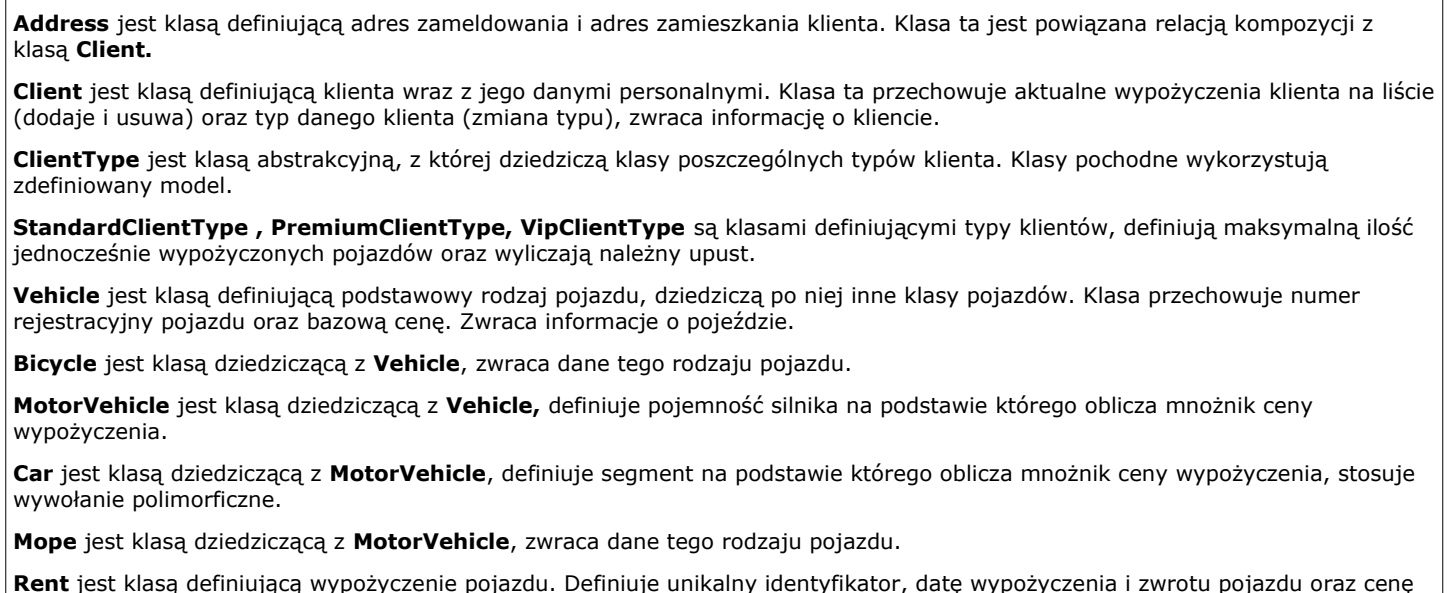 Address jest klasą definiującą adres zameldowania i adres zamieszkania klienta. Klasa ta jest powiązana relacją kompozycji z
klasą Client.
Client jest klasą definiującą klienta wraz z jego danymi personalnymi. Klasa ta przechowuje aktualne wypożyczenia klienta na liście
(dodaje i usuwa) oraz typ danego klienta (zmiana typu), zwraca informację o kliencie.
ClientType jest klasą abstrakcyjną, z której dziedziczą klasy poszczególnych typów klienta. Klasy pochodne wykorzystują
zdefiniowany model.
StandardClientType , PremiumClientType, VipClientType są klasami definiującymi typy klientów, definiują maksymalną ilość
jednocześnie wypożyczonych pojazdów oraz wyliczają należny upust.
Vehicle jest klasą definiującą podstawowy rodzaj pojazdu, dziedziczą po niej inne klasy pojazdów. Klasa przechowuje numer
rejestracyjny pojazdu oraz bazową cenę. Zwraca informacje o pojeździe.
Bicycle jest klasą dziedziczącą z Vehicle, zwraca dane tego rodzaju pojazdu.
MotorVehicle jest klasą dziedziczącą z Vehicle, definiuje pojemność silnika na podstawie którego oblicza mnożnik ceny
wypożyczenia.
Car jest klasą dziedziczącą z MotorVehicle, definiuje segment na podstawie którego oblicza mnożnik ceny wypożyczenia, stosuje
wywołanie polimorficzne.
Mope jest klasą dziedziczącą z MotorVehicle, zwraca dane tego rodzaju pojazdu.
Rent jest klasą definiującą wypożyczenie pojazdu. Definiuje unikalny identyfikator, datę wypożyczenia i zwrotu pojazdu oraz cenę